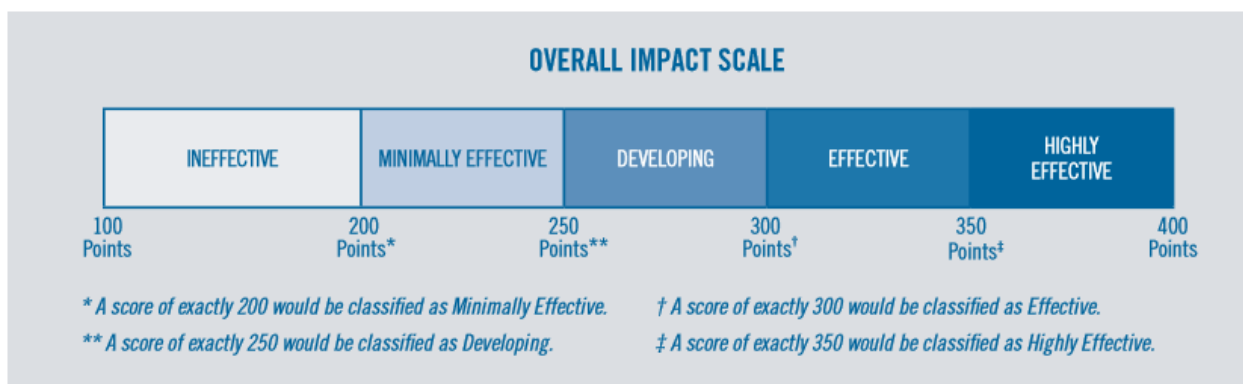 OVERALL IMPACT SCALE
INEFFECTIVE
MINIMALLY EFFECTIVE
DEVELOPING
EFFECTIVE
HIGHLY
EFFECTIVE
100
Points
200
Points*
250
Points**
300
Points†
350
Points‡
400
Points
* A score of exactly 200 would be classified as Minimally Effective.
** A score of exactly 250 would be classified as Developing.
† A score of exactly 300 would be classified as Effective.
‡ A score of exactly 350 would be classified as Highly Effective.